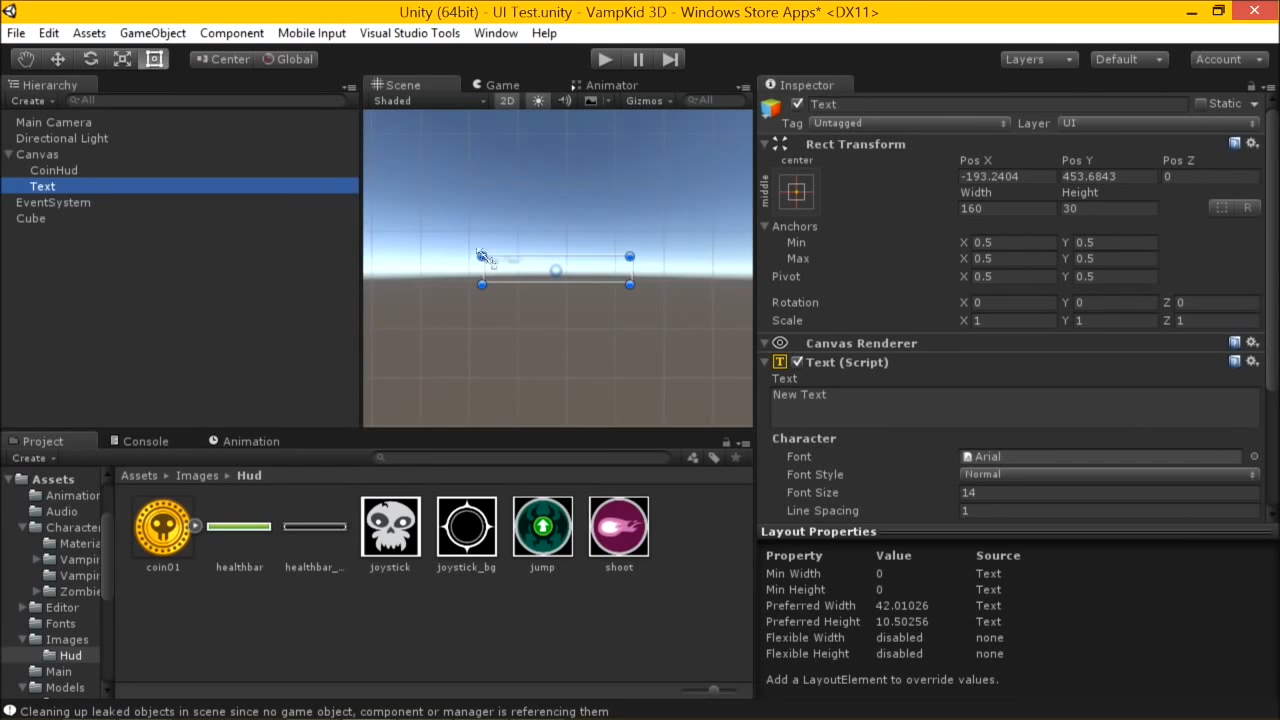 Unity (64bit) - UI Test.unity - VampKid 3D - Windows Store Apps* <DX11>
File Edit Assets GameObject Component Mobile Input Visual Studio Tools Window Help
Center Global Layers Default Account
Hierarchy
Create All
Main Camera
Directional Light
Canvas
CoinHud
Text
EventSystem
Cube
Scene Game Animator
Shaded 2D Gizmos All
Inspector
Text Static
Tag Untagged Layer UI
Rect Transform
center
middle
Pos X Pos Y Pos Z
-193.2404 453.6843 0
Width Height
160 30
R
Anchors
Min X 0.5 Y 0.5
Max X 0.5 Y 0.5
Pivot X 0.5 Y 0.5
Rotation X 0 Y 0 Z 0
Scale X 1 Y 1 Z 1
Canvas Renderer
T Text (Script)
Text
New Text
Character
Font Arial
Font Style Normal
Font Size 14
Line Spacing 1
Layout Properties
Property Value Source
Min Width 0 Text
Min Height 0 Text
Preferred Width 42.01026 Text
Preferred Height 10.50256 Text
Flexible Width disabled none
Flexible Height disabled none
Add a LayoutElement to override values.
Project Console Animation
Create
Assets
Animation
Audio
Character
Materia
Vampir
Vampir
Zombie
Editor
Fonts
Images
Hud
Main
Models
Assets Images Hud
coin01 healthbar healthbar_... joystick joystick_bg jump shoot
Cleaning up leaked objects in scene since no game object, component or manager is referencing them